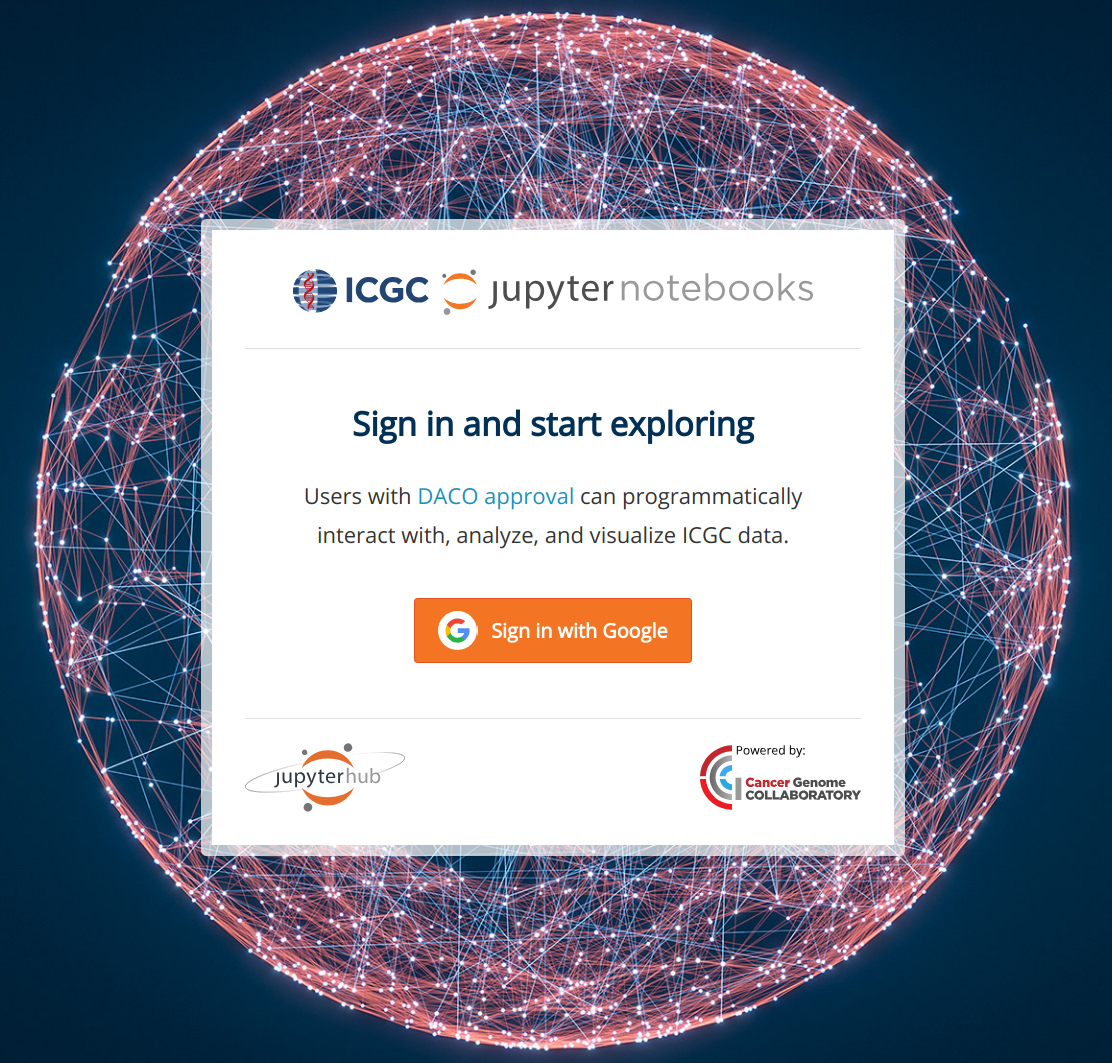 ICGC jupyter notebooks
Sign in and start exploring
Users with DACO approval can programmatically
interact with, analyze, and visualize ICGC data.
Sign in with Google
jupyterhub
Powered by:
Cancer Genome
COLLABORATORY